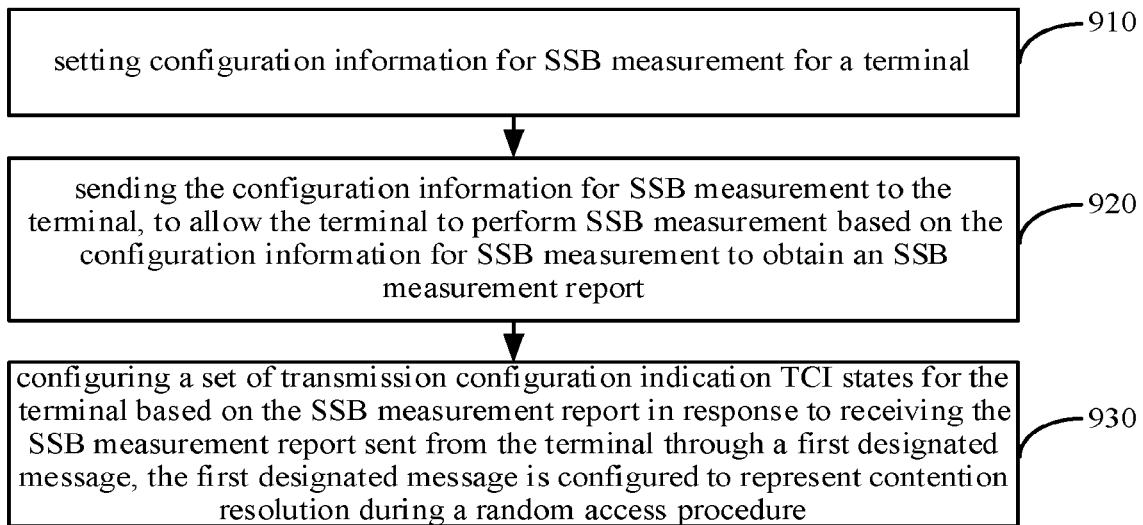 setting configuration information for SSB measurement for a terminal
910
sending the configuration information for SSB measurement to the
terminal, to allow the terminal to perform SSB measurement based on the
configuration information for SSB measurement to obtain an SSB
measurement report
920
configuring a set of transmission configuration indication TCI states for the
terminal based on the SSB measurement report in response to receiving the
SSB measurement report sent from the terminal through a first designated
message, the first designated message is configured to represent contention
resolution during a random access procedure
930